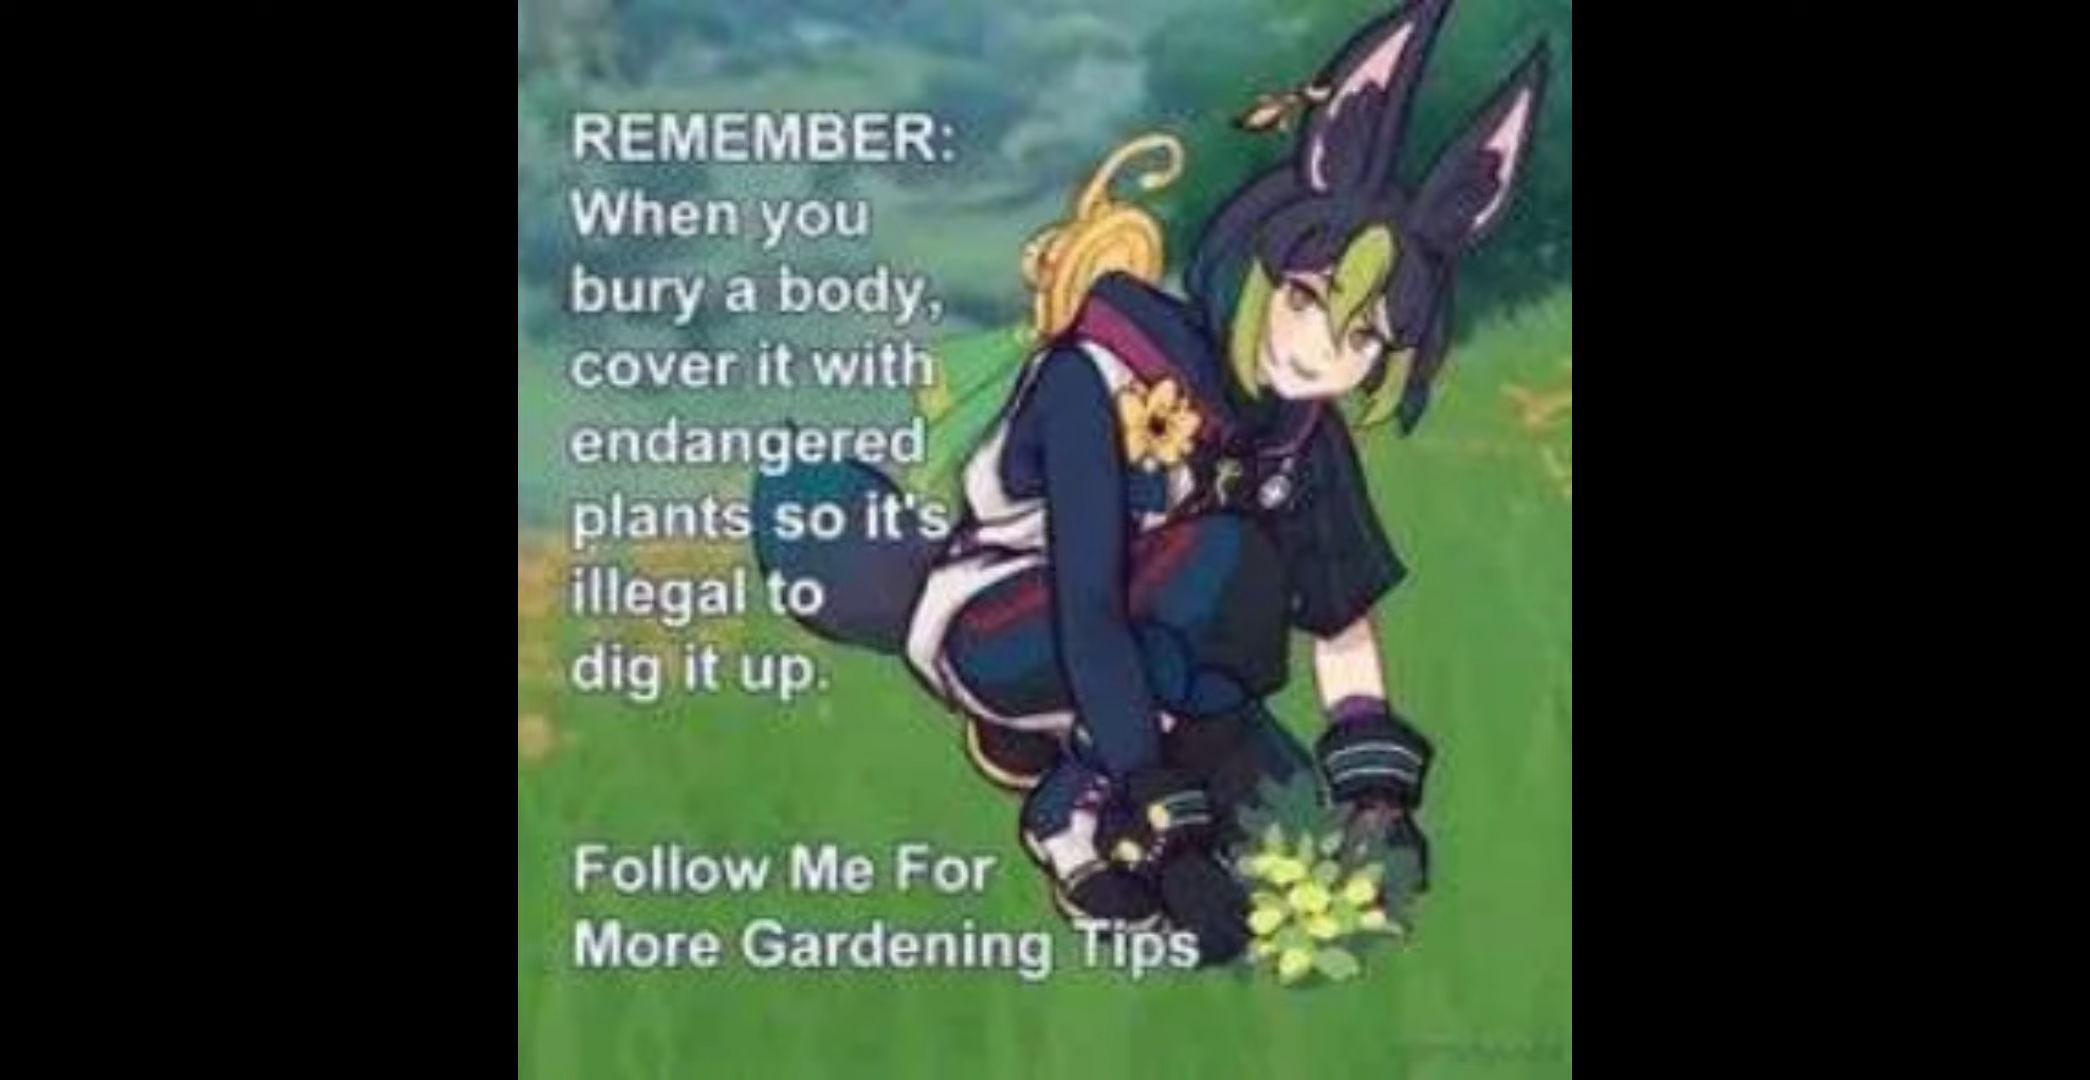 REMEMBER:
When you
bury a body,
cover it with
endangered
plants so it's
illegal to
dig it up.
Follow Me For
More Gardening Tips